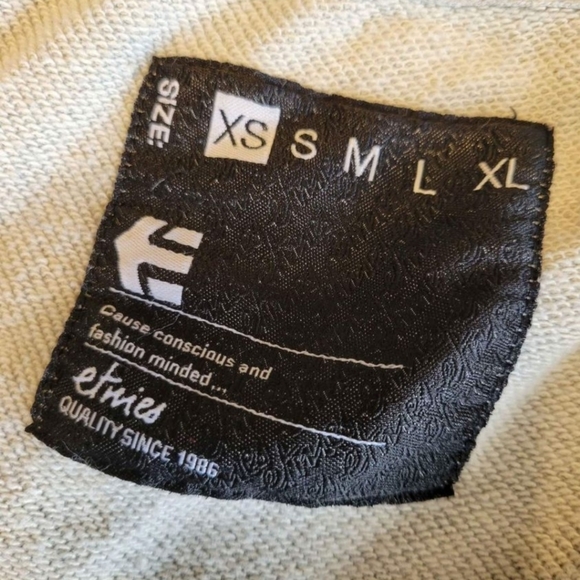 SIZE: XS S M L XL
Cause conscious and
fashion minded...
etnies
QUALITY SINCE 1986